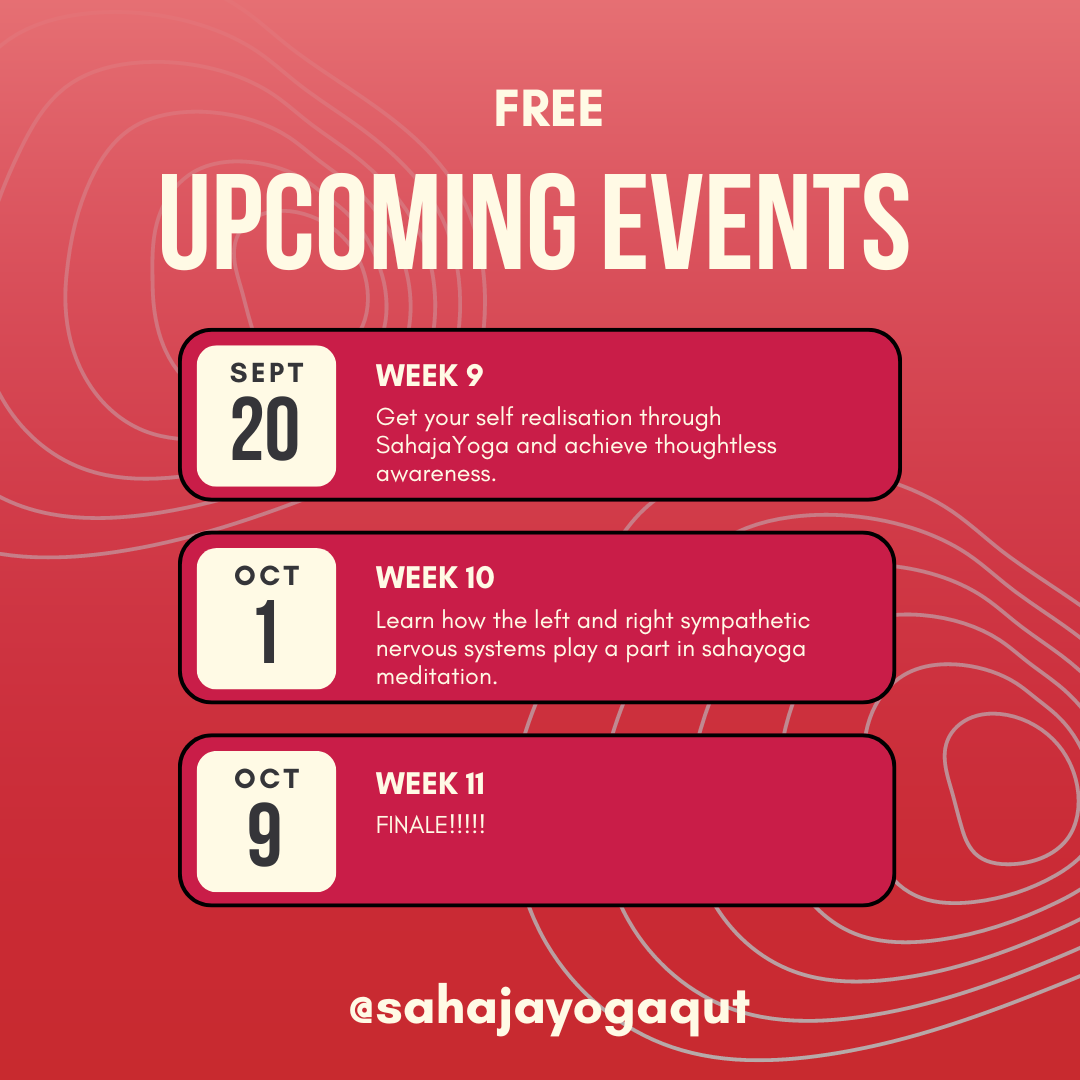 FREE
UPCOMING EVENTS
SEPT
20
WEEK 9
Get your self realisation through
SahajaYoga and achieve thoughtless
awareness.
OCT
1
WEEK 10
Learn how the left and right sympathetic
nervous systems play a part in sahayoga
meditation.
OCT
9
WEEK 11
FINALE!!!!!
@sahajayogaqut